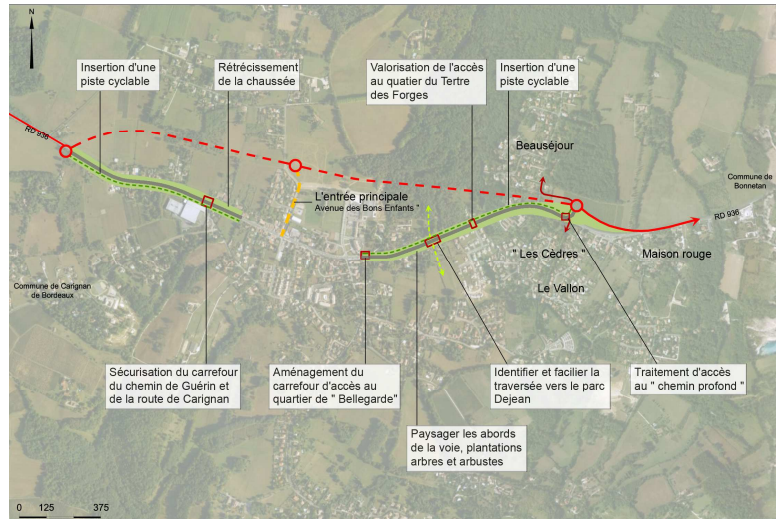 N
Insertion d'une
piste cyclable
Rétrécissement
de la chaussée
Valorisation de l'accès
au quatier du Tertre
des Forges
Insertion d'une
piste cyclable
RD 936
Beauséjour
Commune de
Bonnetan
L'entrée principale
Avenue des Bons Enfants "
RD 936
" Les Cèdres "
Maison rouge
Le Vallon
Commune de Carignan
de Bordeaux
Sécurisation du carrefour
du chemin de Guérin et
de la route de Carignan
Aménagement du
carrefour d'accès au
quartier de " Bellegarde"
Identifier et facilier la
traversée vers le parc
Dejean
Traitement d'accès
au " chemin profond "
Paysager les abords
de la voie, plantations
arbres et arbustes
0 125 375